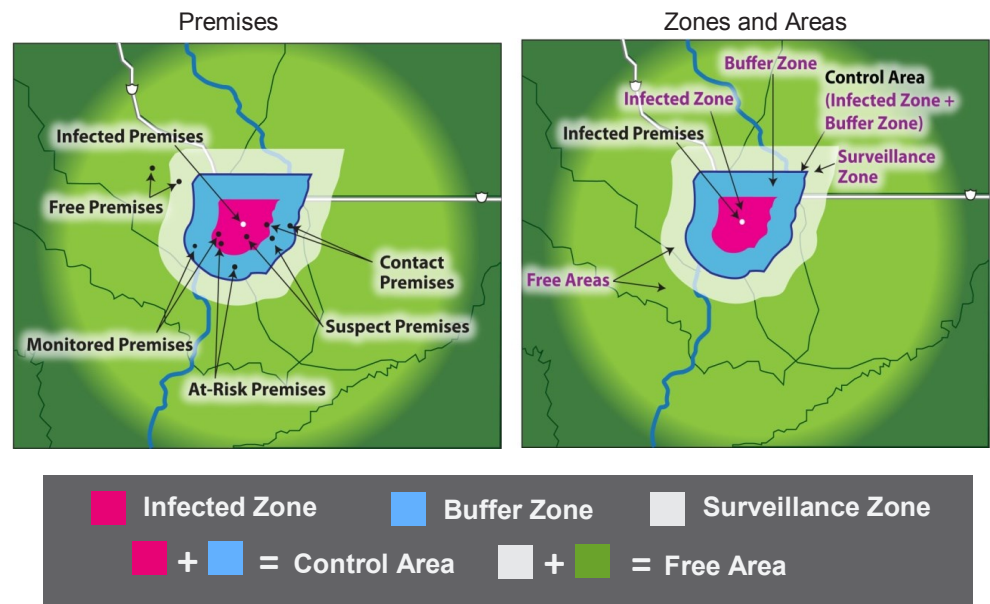 Premises
Zones and Areas
Infected Premises
Free Premises
Contact
Premises
Suspect Premises
Monitored Premises
At-Risk Premises
Buffer Zone
Control Area
(Infected Zone +
Buffer Zone)
Infected Zone
Infected Premises
Surveillance
Zone
Free Areas
Infected Zone
Buffer Zone
Surveillance Zone
+ = Control Area
+ = Free Area